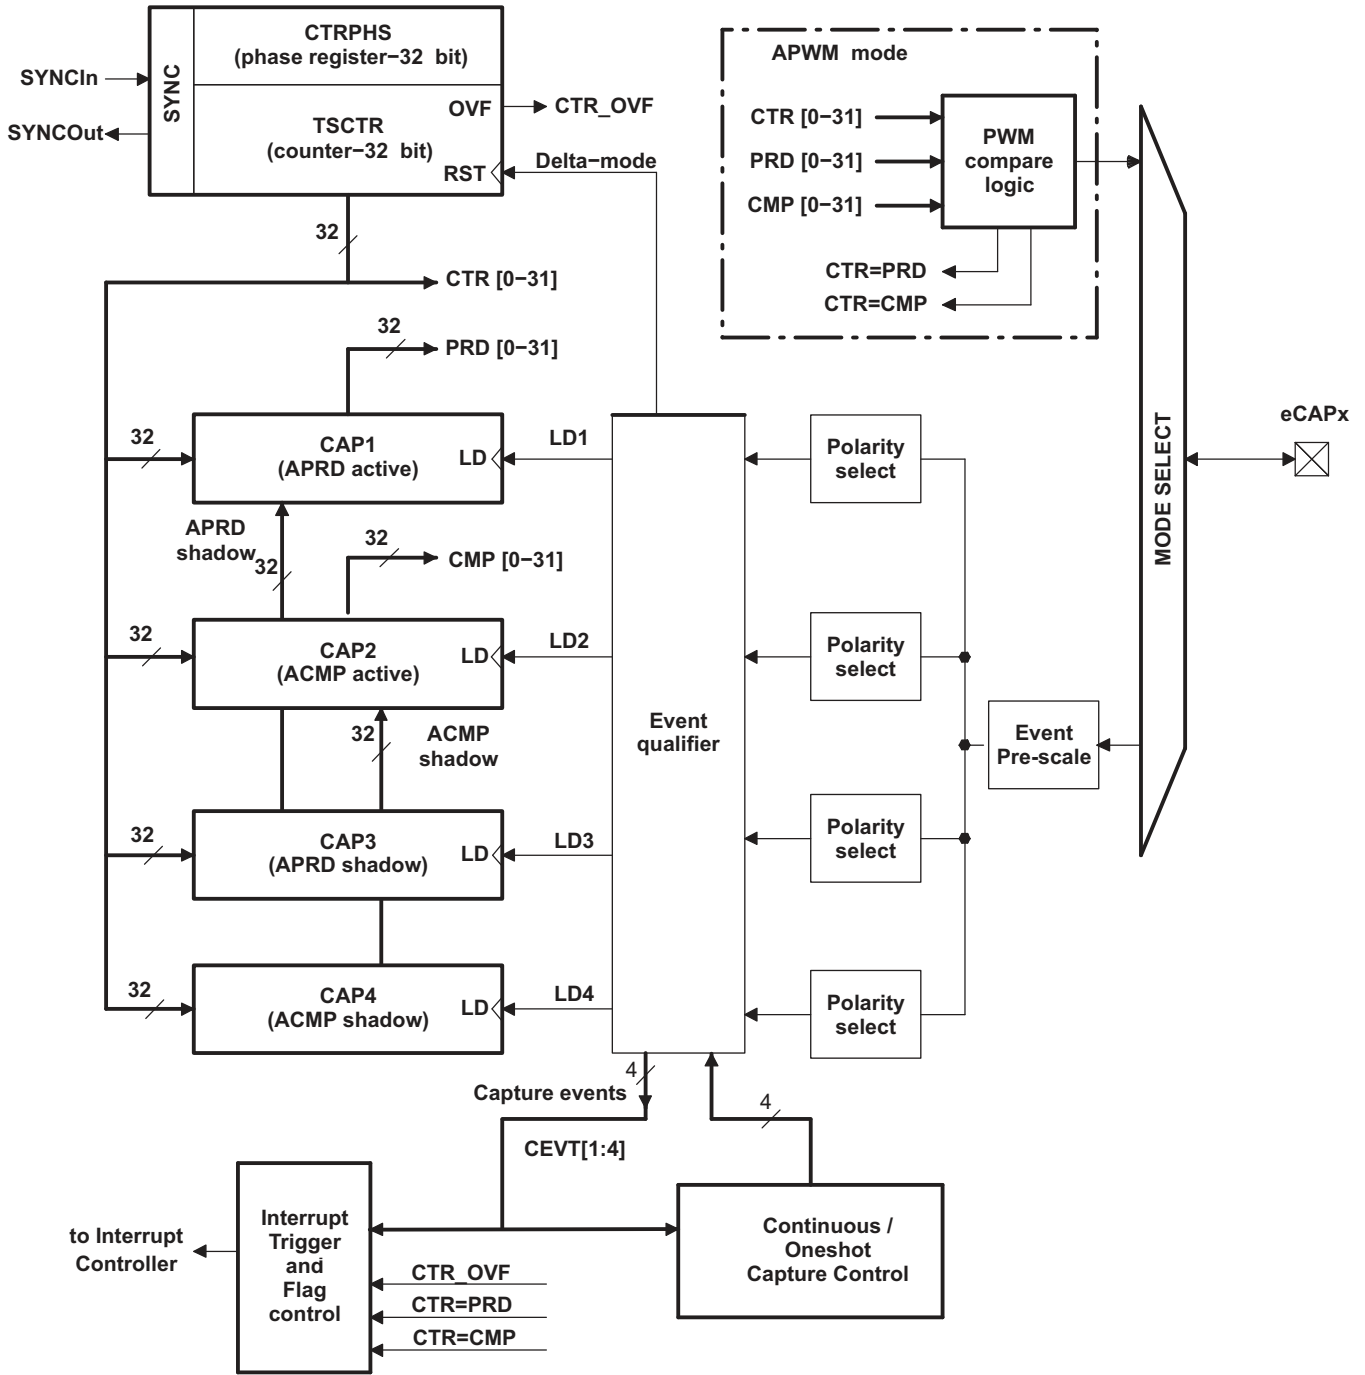 CTRPHS
(phase register−32 bit)
SYNC
SYNCIn
SYNCOut
OVF
CTR_OVF
TSCTR
(counter−32 bit)
RST
Delta−mode
32
CTR [0−31]
32
PRD [0−31]
APWM mode
CTR [0−31]
PRD [0−31]
CMP [0−31]
PWM
compare
logic
CTR=PRD
CTR=CMP
MODE SELECT
eCAPx
32
CAP1
(APRD active)
LD
LD1
Polarity
select
APRD
shadow
32
32
CMP [0−31]
32
CAP2
(ACMP active)
LD
LD2
Polarity
select
32
ACMP
shadow
Event
qualifier
Event
Pre-scale
32
CAP3
(APRD shadow)
LD
LD3
Polarity
select
32
CAP4
(ACMP shadow)
LD
LD4
Polarity
select
4
Capture events
4
CEVT[1:4]
to Interrupt
Controller
Interrupt
Trigger
and
Flag
control
CTR_OVF
CTR=PRD
CTR=CMP
Continuous /
Oneshot
Capture Control